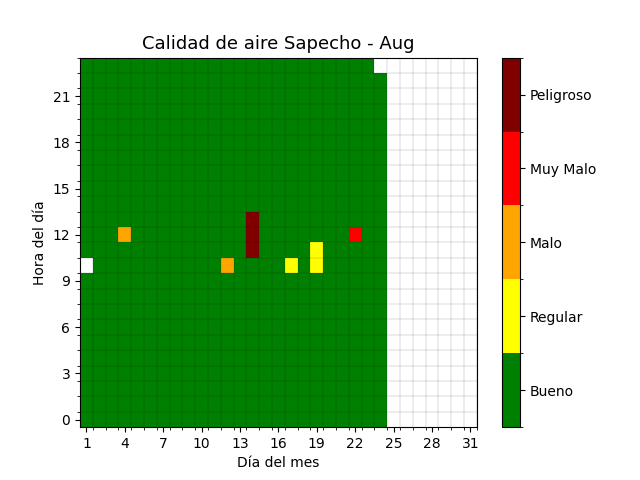 Calidad de aire Sapecho - Aug
Hora del día
21
18
15
12
9
6
3
0
1 4 7 10 13 16 19 22 25 28 31
Día del mes
Peligroso
Muy Malo
Malo
Regular
Bueno